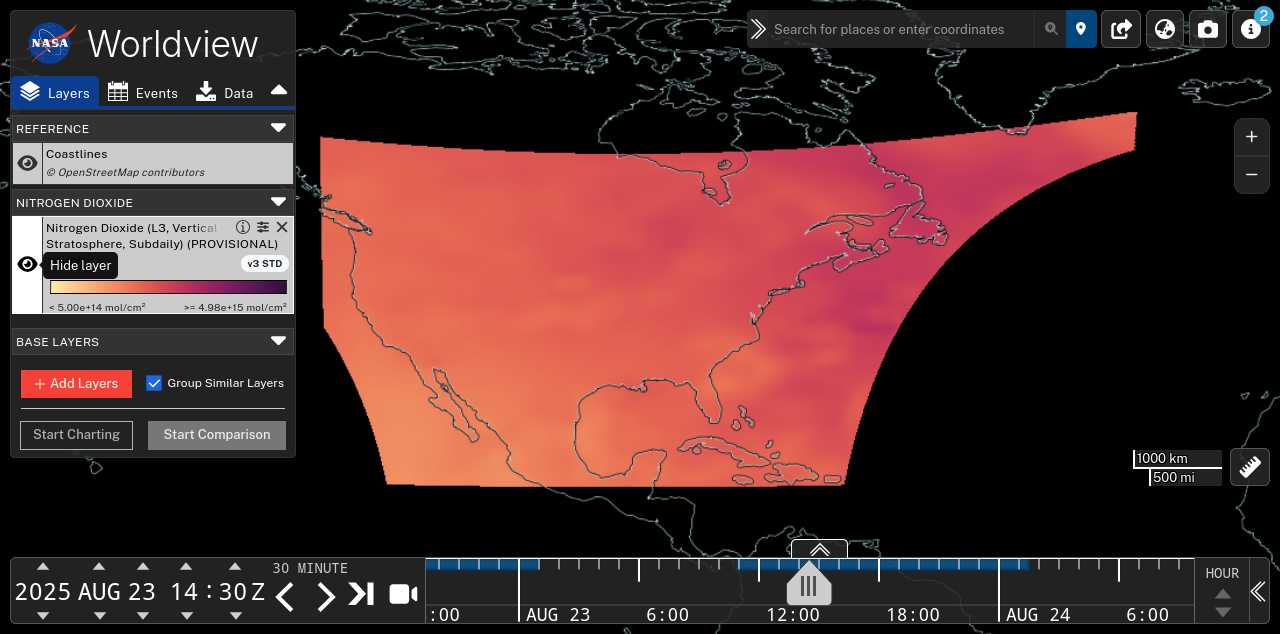 NASA
Worldview
Layers
Events
Data
REFERENCE
Coastlines
© OpenStreetMap contributors
NITROGEN DIOXIDE
Nitrogen Dioxide (L3, Vertical
Stratosphere, Subdaily) (PROVISIONAL)
Hide layer
v3 STD
< 5.00e+14 mol/cm²
>= 4.98e+15 mol/cm²
BASE LAYERS
+ Add Layers
Group Similar Layers
Start Charting
Start Comparison
Search for places or enter coordinates
2
+
−
1000 km
500 mi
2025 AUG 23 14 : 30 Z
30 MINUTE
:00
AUG 23
6:00
12:00
18:00
AUG 24
6:00
HOUR